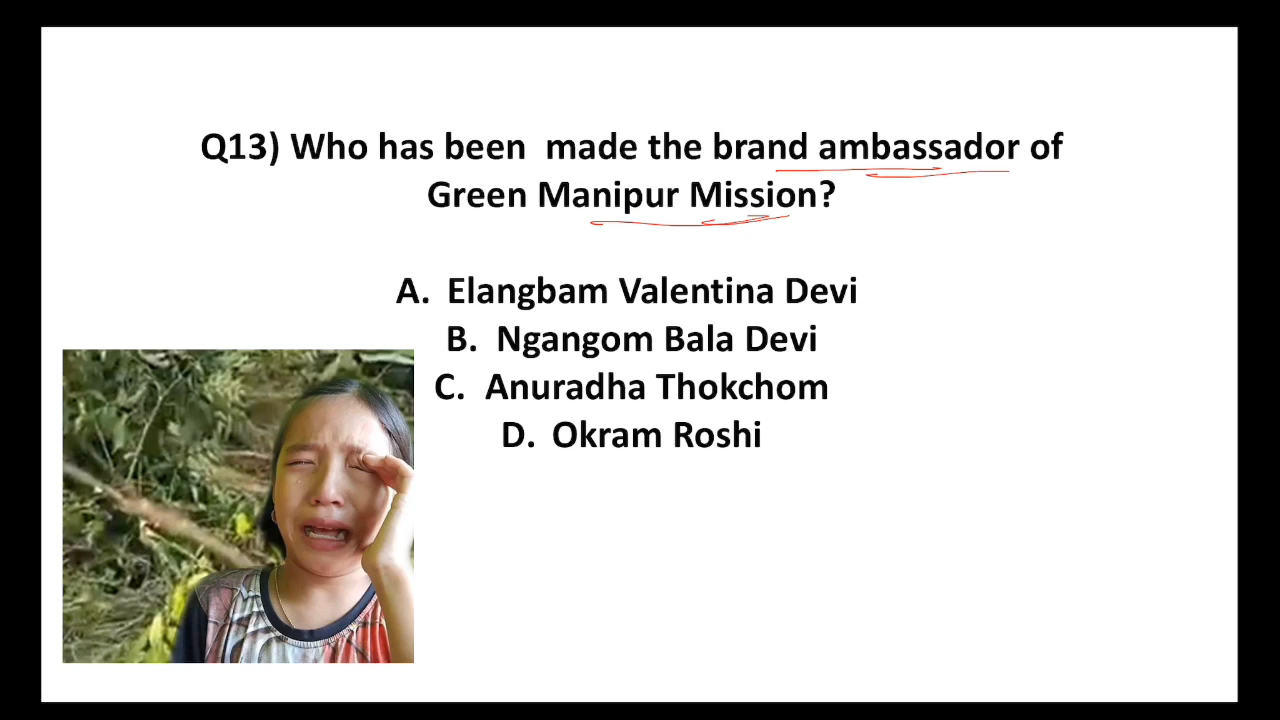 Q13) Who has been  made the brand ambassador of
Green Manipur Mission?
A. Elangbam Valentina Devi
B. Ngangom Bala Devi
C. Anuradha Thokchom
D. Okram Roshi